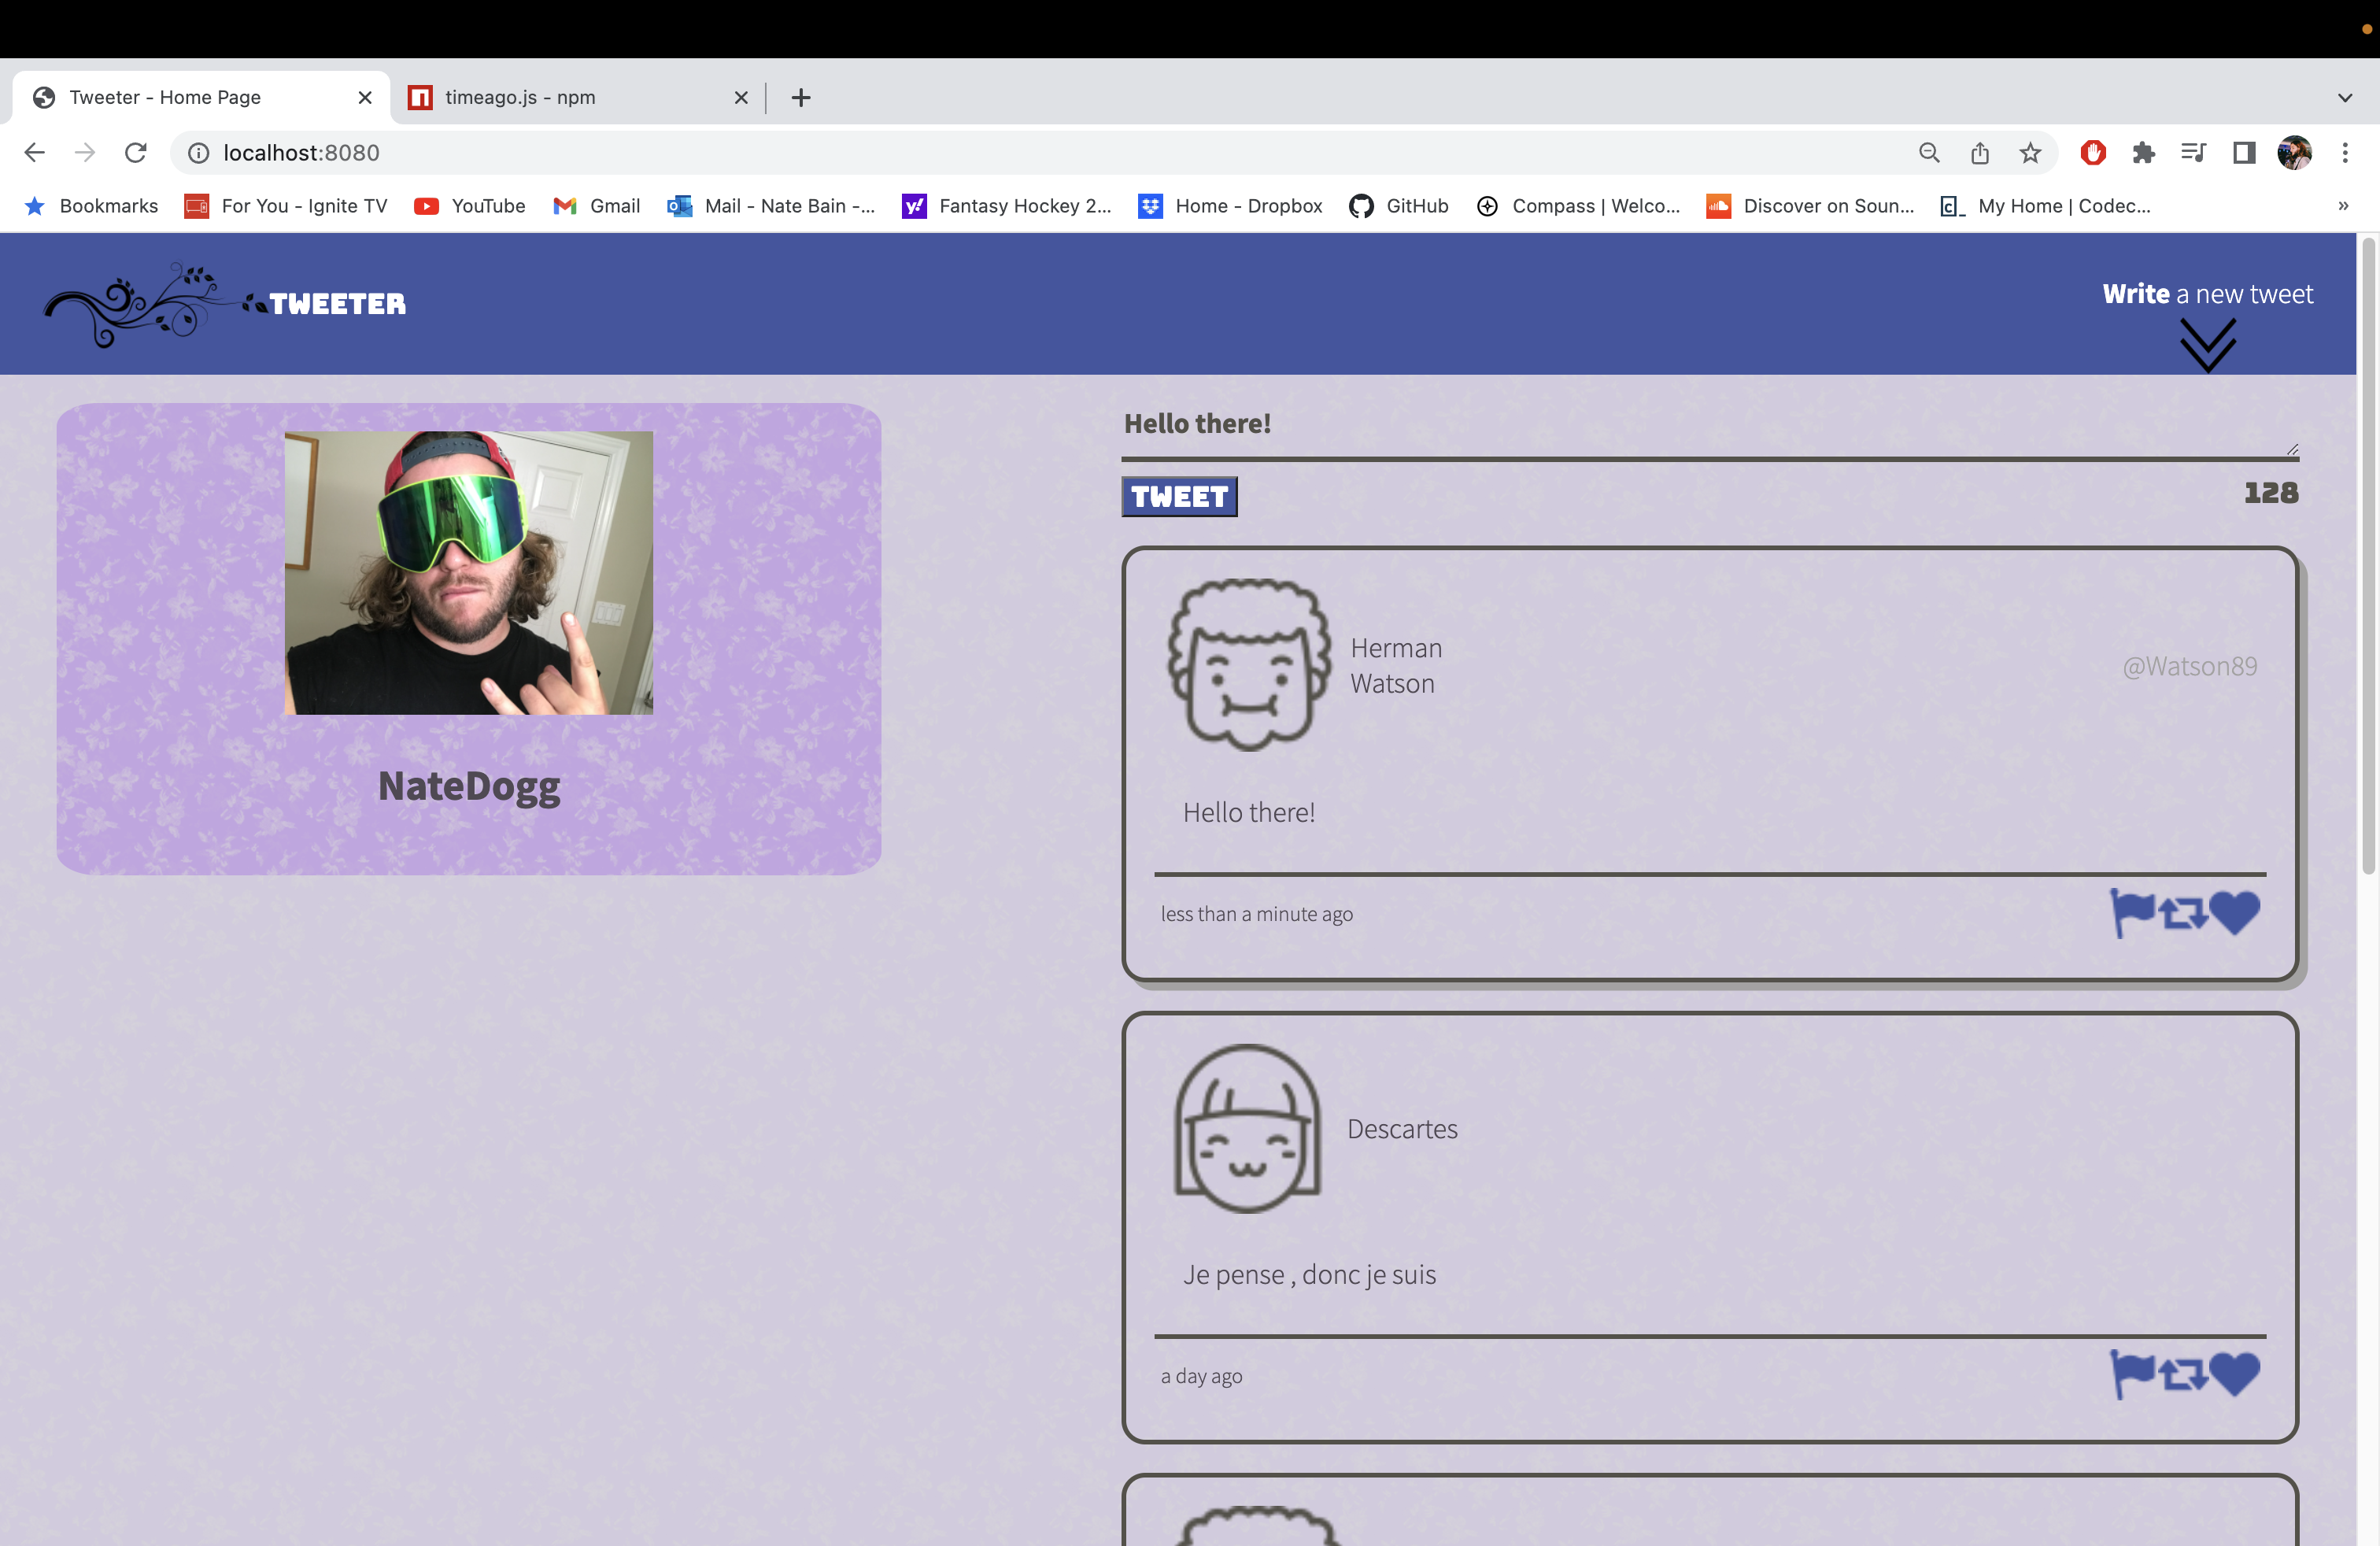 Tweeter - Home Page
timeago.js - npm
localhost:8080
Bookmarks
For You - Ignite TV
YouTube
Gmail
Mail - Nate Bain -...
Fantasy Hockey 2...
Home - Dropbox
GitHub
Compass | Welco...
Discover on Soun...
My Home | Codec...
»
TWEETER
Write a new tweet
NateDogg
Hello there!
TWEET
128
Herman
Watson
@Watson89
Hello there!
less than a minute ago
Descartes
Je pense , donc je suis
a day ago